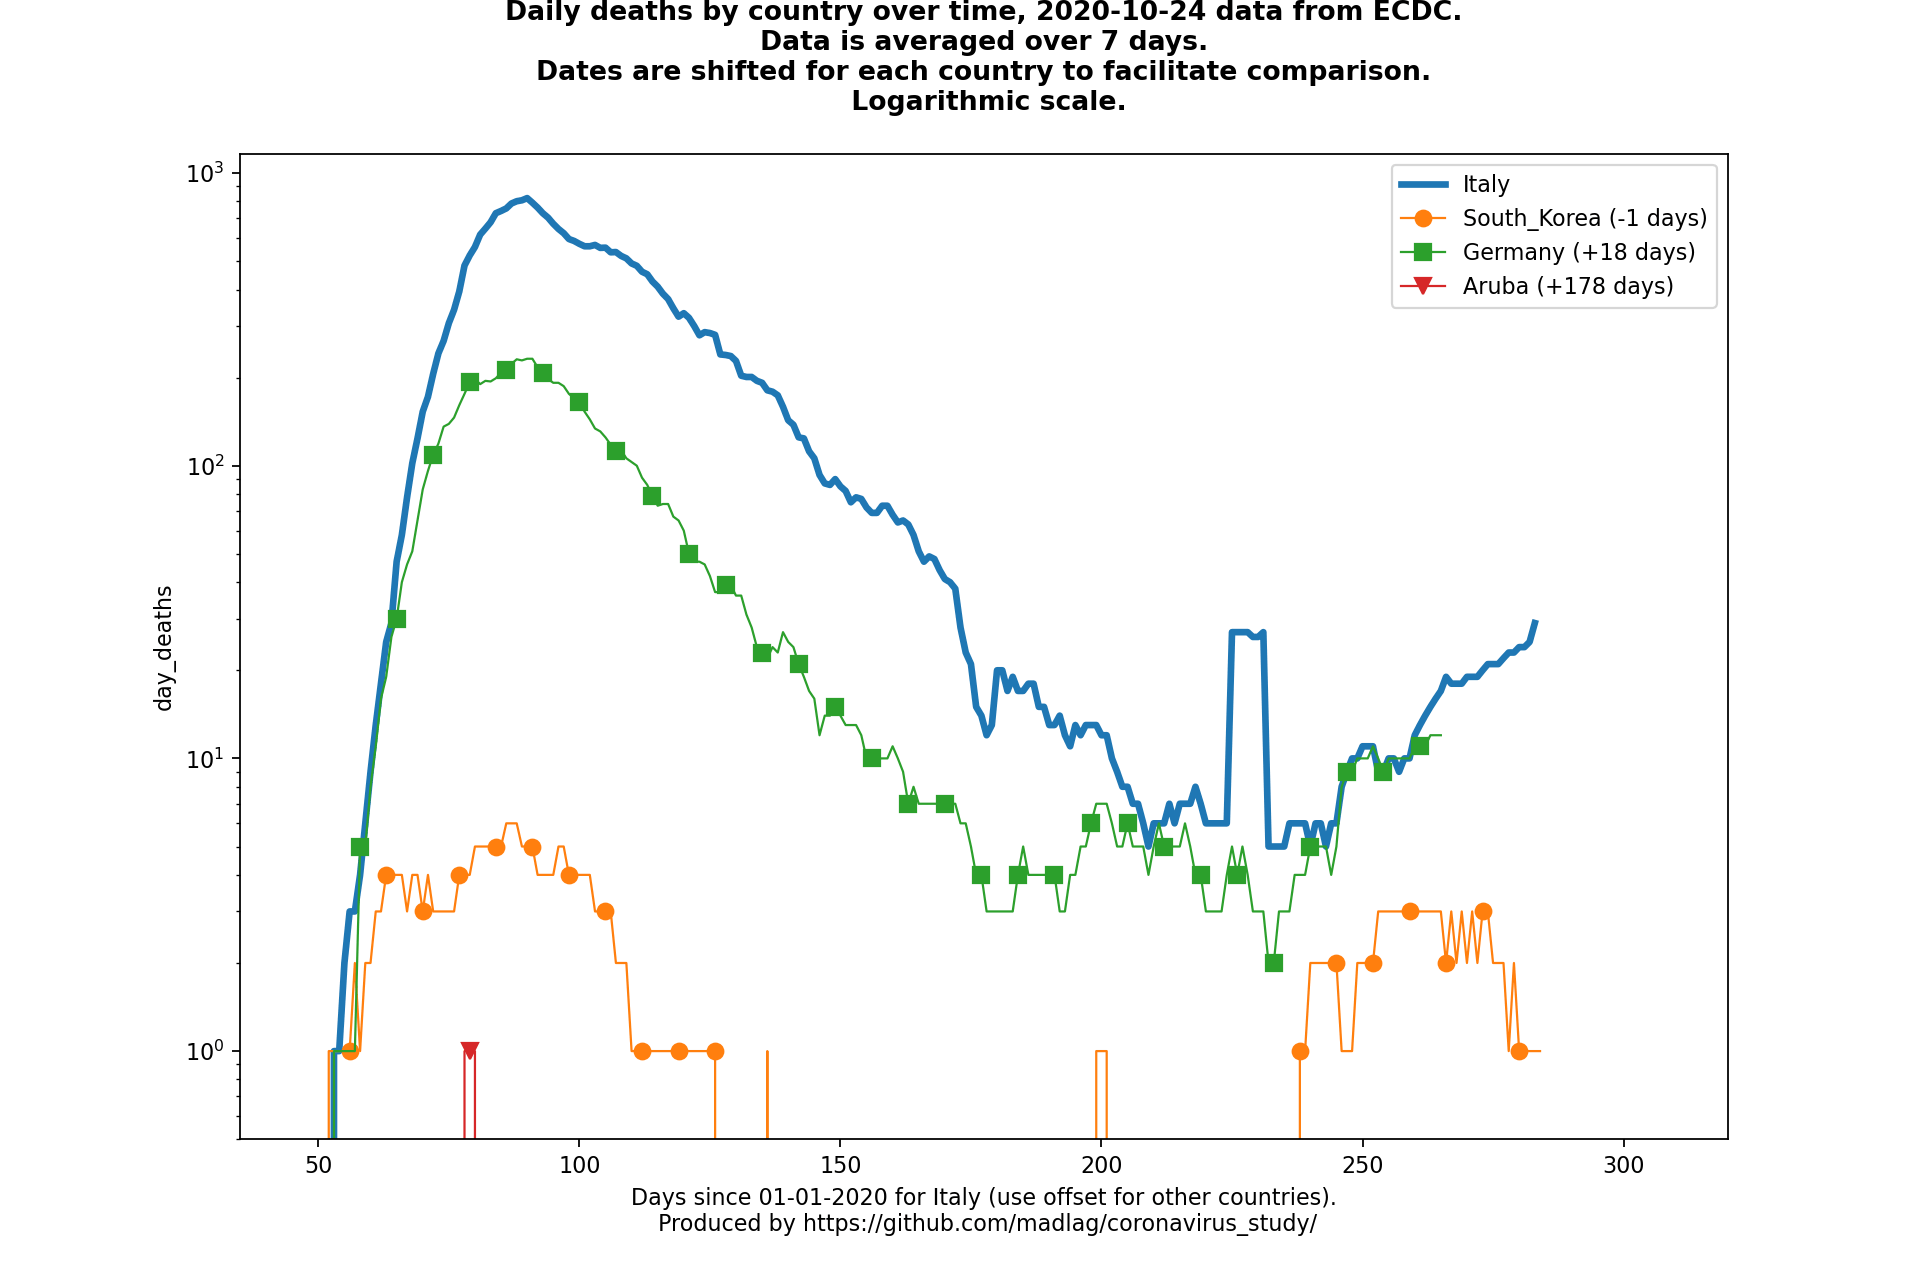 Daily deaths by country over time, 2020-10-24 data from ECDC.
Data is averaged over 7 days.
Dates are shifted for each country to facilitate comparison.
Logarithmic scale.
10³
10²
10¹
10⁰
day_deaths
Italy
South_Korea (-1 days)
Germany (+18 days)
Aruba (+178 days)
50
100
150
200
250
300
Days since 01-01-2020 for Italy (use offset for other countries).
Produced by https://github.com/madlag/coronavirus_study/